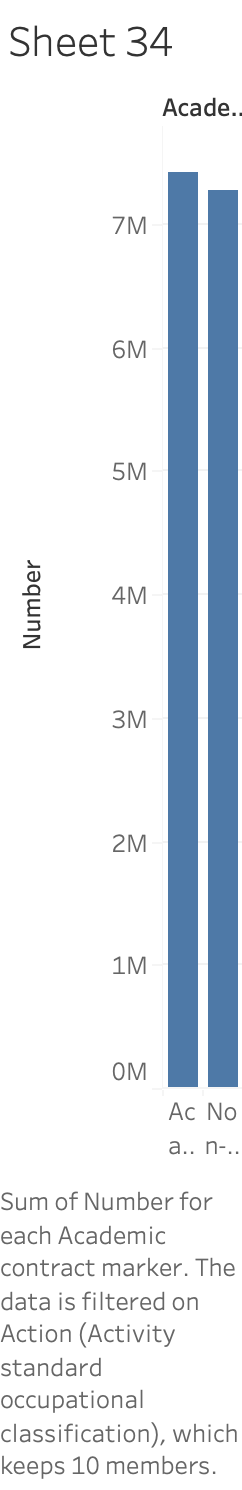 Sheet 34
Acade..
7M
6M
5M
4M
3M
2M
1M
0M
Number
Ac No
a.. n-..
Sum of Number for
each Academic
contract marker. The
data is filtered on
Action (Activity
standard
occupational
classification), which
keeps 10 members.